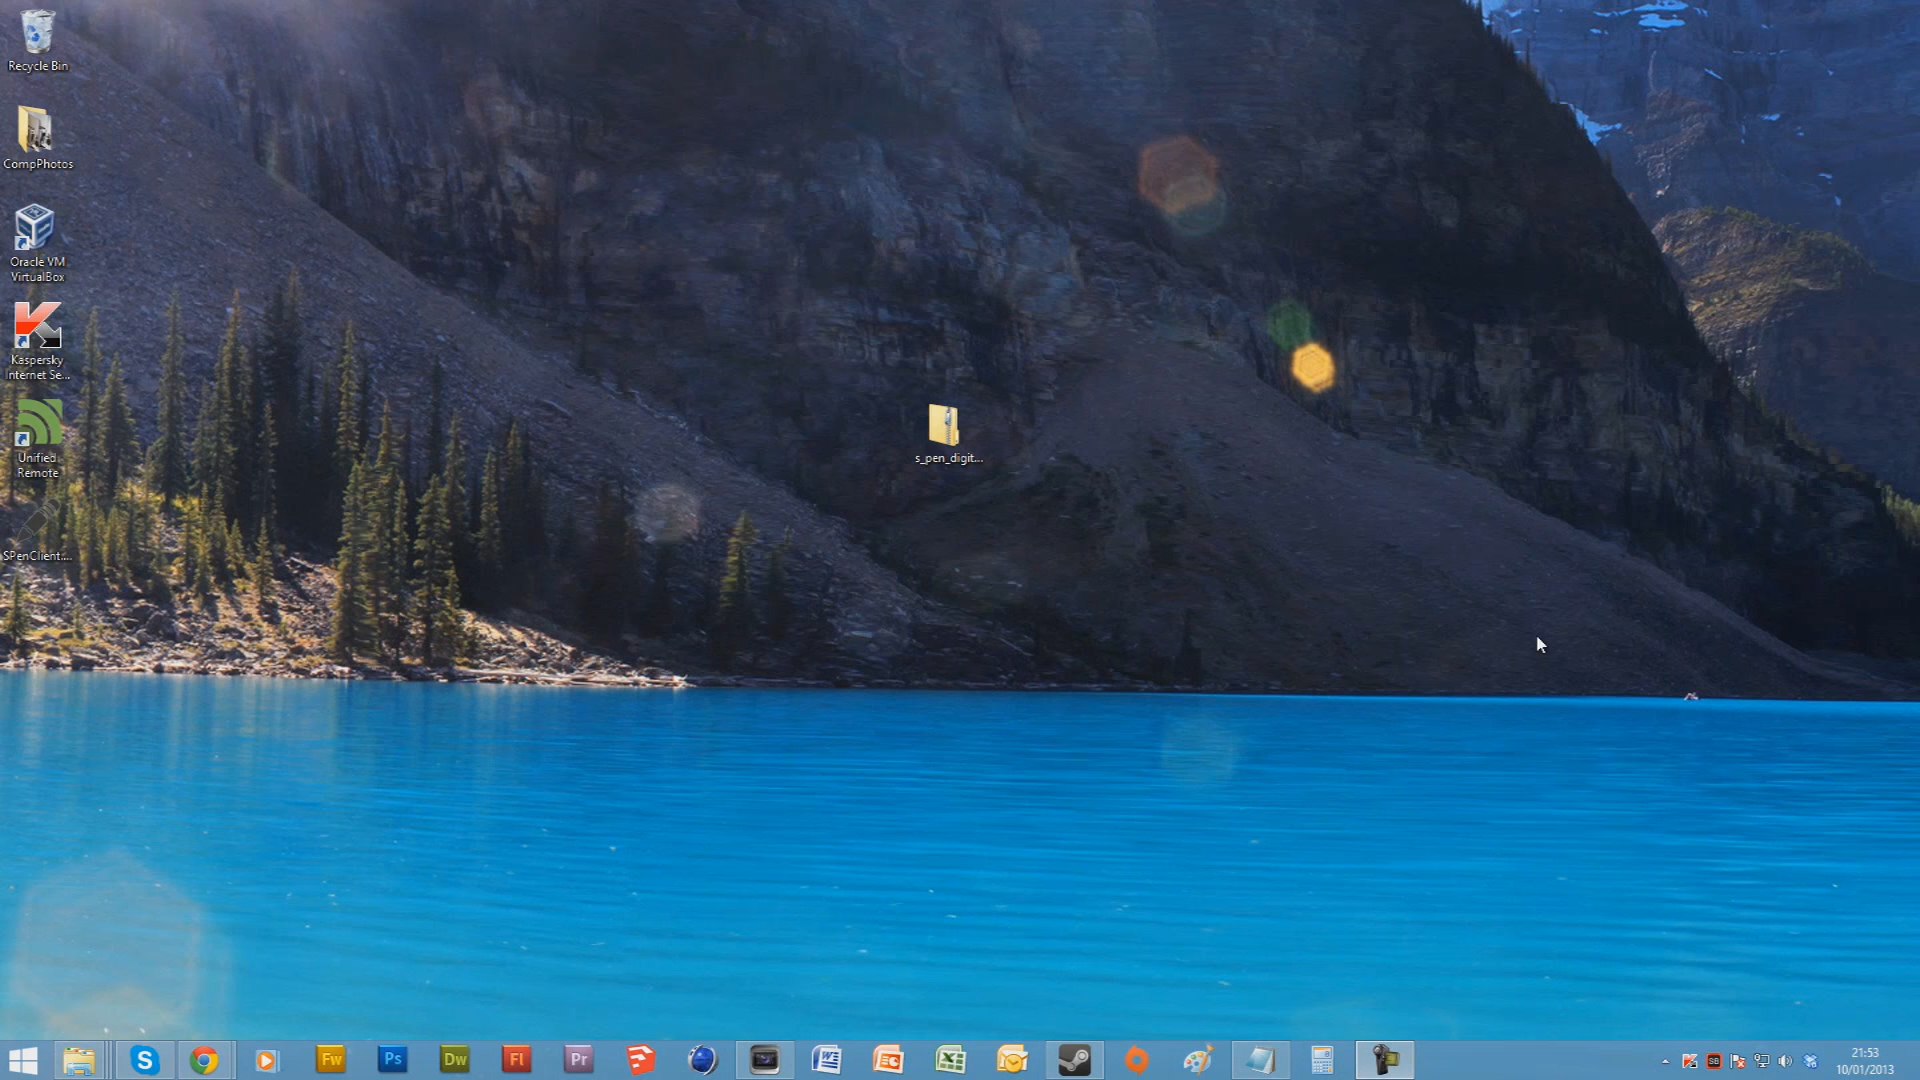 Recycle Bin
CompPhotos
Oracle VM
VirtualBox
Kaspersky
Internet Se...
Unified
Remote
SPenClient....
s_pen_digit...
S
Fw
Ps
Dw
Fl
Pr
SB
21:53
10/01/2013